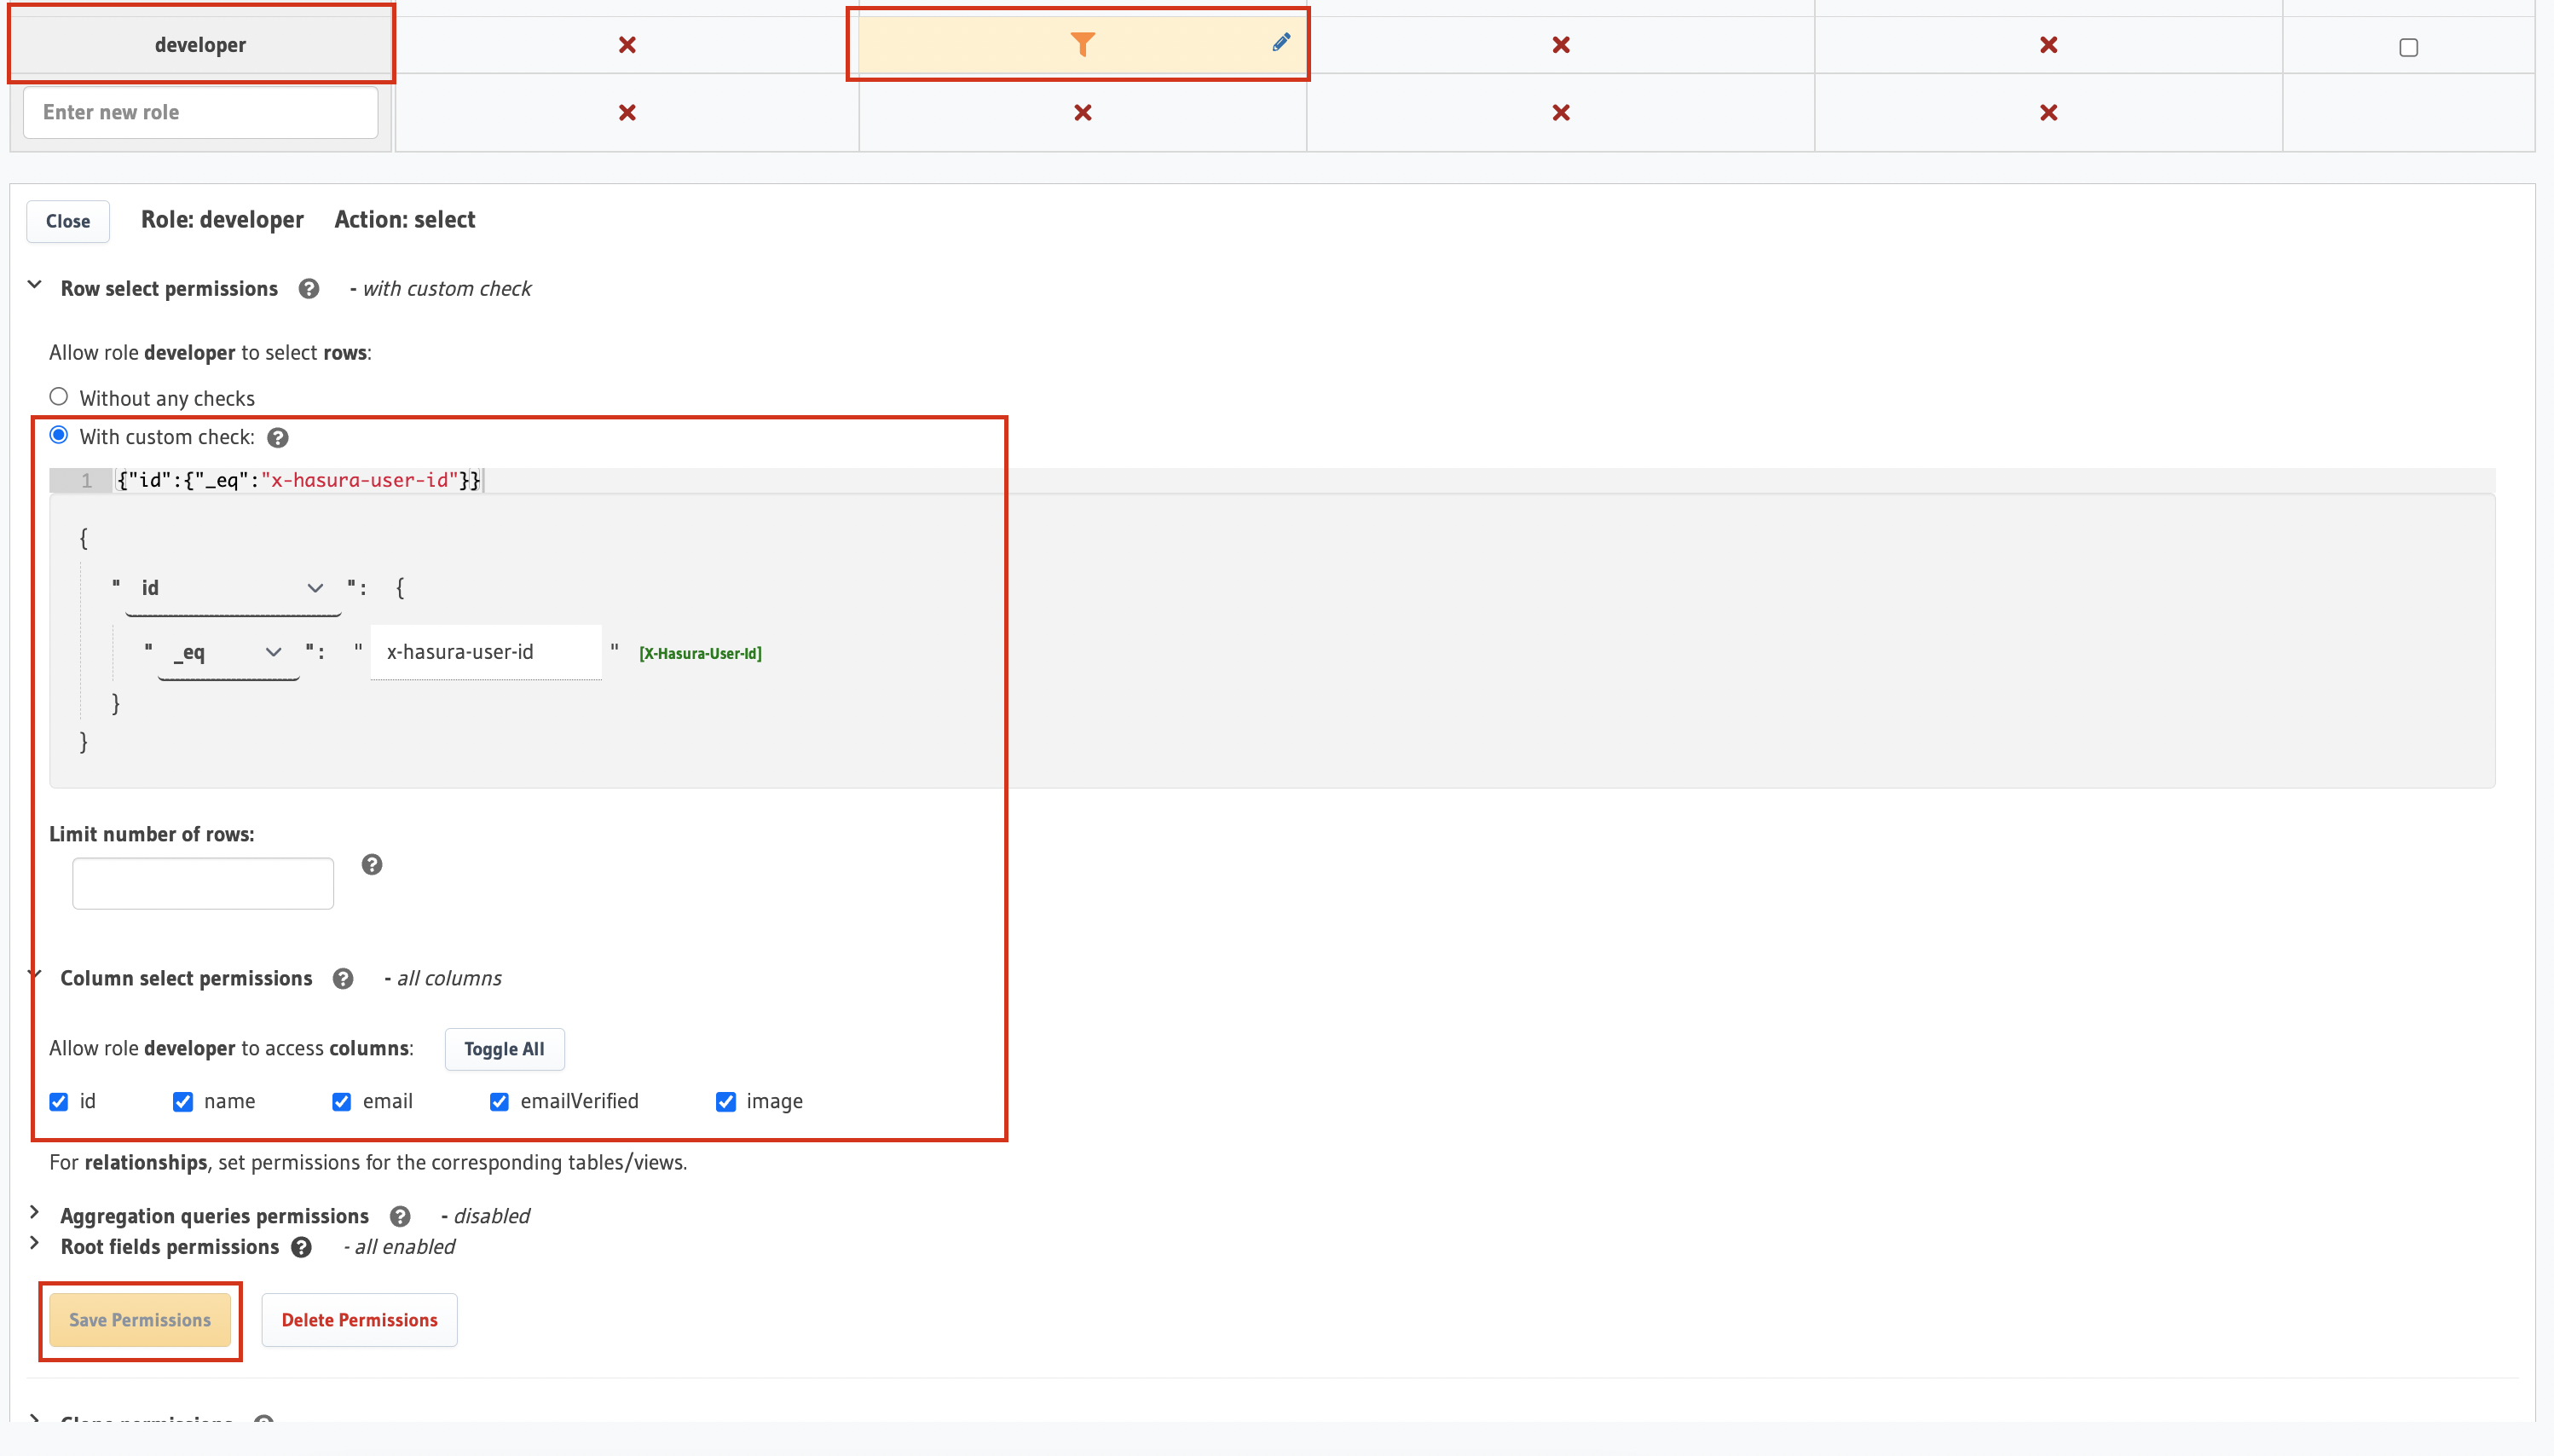 developer
Enter new role
Close Role: developer Action: select
Row select permissions ? - with custom check
Allow role developer to select rows:
Without any checks
With custom check: ?
1 {"id":{"_eq":"x-hasura-user-id"}}
{
" id ": {
" _eq ": " x-hasura-user-id " [X-Hasura-User-Id]
}
}
Limit number of rows:
?
Column select permissions ? - all columns
Allow role developer to access columns: Toggle All
id name email emailVerified image
For relationships, set permissions for the corresponding tables/views.
Aggregation queries permissions ? - disabled
Root fields permissions ? - all enabled
Save Permissions Delete Permissions
Clone permissions ?